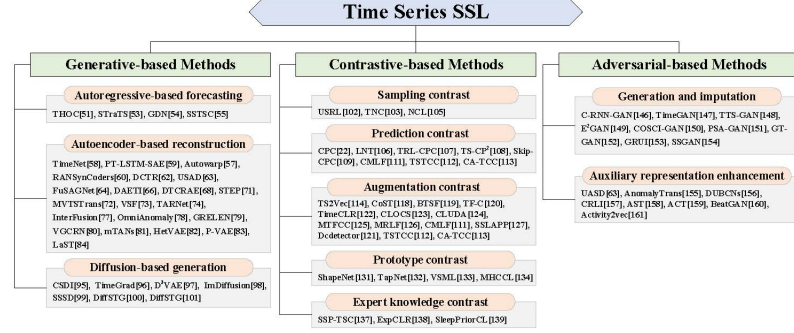 Time Series SSL
Generative-based Methods
Autoregressive-based forecasting
THOC[51], STraTS[53], GDN[54], SSTSC[55]
Autoencoder-based reconstruction
TimeNet[58], PT-LSTM-SAE[59], Autowarp[57],
RANSynCoders[60], DCTR[62], USAD[63],
FuSAGNet[64], DAETI[66], DTCRAE[68], STEP[71],
MVTSTrans[72], VSF[73], TARNet[74],
InterFusion[77], OmniAnomaly[78], GRELEN[79],
VGCRN[80], mTANs[81], HetVAE[82], P-VAE[83],
LaST[84]
Diffusion-based generation
CSDI[95], TimeGrad[96], D³VAE[97], ImDiffusion[98],
SSSD[99], DiffSTG[100], DiffSTG[101]
Contrastive-based Methods
Sampling contrast
USRL[102], TNC[103], NCL[105]
Prediction contrast
CPC[22], LNT[106], TRL-CPC[107], TS-CP²[108], Skip-
CPC[109], CMLF[111], TSTCC[112], CA-TCC[113]
Augmentation contrast
TS2Vec[114], CoST[118], BTSF[119], TF-C[120],
TimeCLR[122], CLOCS[123], CLUDA[124],
MTFCC[125], MRLF[126], CMLF[111], SSLAPP[127],
Dcdetector[121], TSTCC[112], CA-TCC[113]
Prototype contrast
ShapeNet[131], TapNet[132], VSML[133], MHCCL[134]
Expert knowledge contrast
SSP-TSC[137], ExpCLR[138], SleepPriorCL[139]
Adversarial-based Methods
Generation and imputation
C-RNN-GAN[146], TimeGAN[147], TTS-GAN[148],
E²GAN[149], COSCI-GAN[150], PSA-GAN[151], GT-
GAN[152], GRUI[153], SSGAN[154]
Auxiliary representation enhancement
UASD[63], AnomalyTrans[155], DUBCNs[156],
CRLI[157], AST[158], ACT[159], BeatGAN[160],
Activity2vec[161]